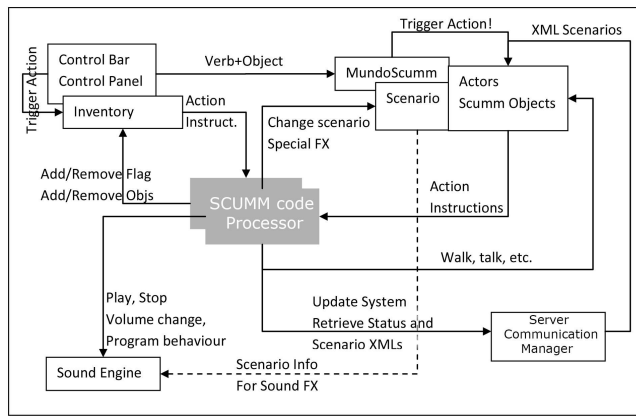 Trigger Action!
XML Scenarios
Control Bar
Control Panel
Verb+Object
MundoScumm
Actors
Scumm Objects
Trigger Action
Inventory
Action
Instruct.
Scenario
Change scenario
Special FX
Add/Remove Flag
Add/Remove Objs
SCUMM code
Processor
Action
Instructions
Walk, talk, etc.
Play, Stop
Volume change,
Program behaviour
Update System
Retrieve Status and
Scenario XMLs
Server
Communication
Manager
Sound Engine
Scenario Info
For Sound FX